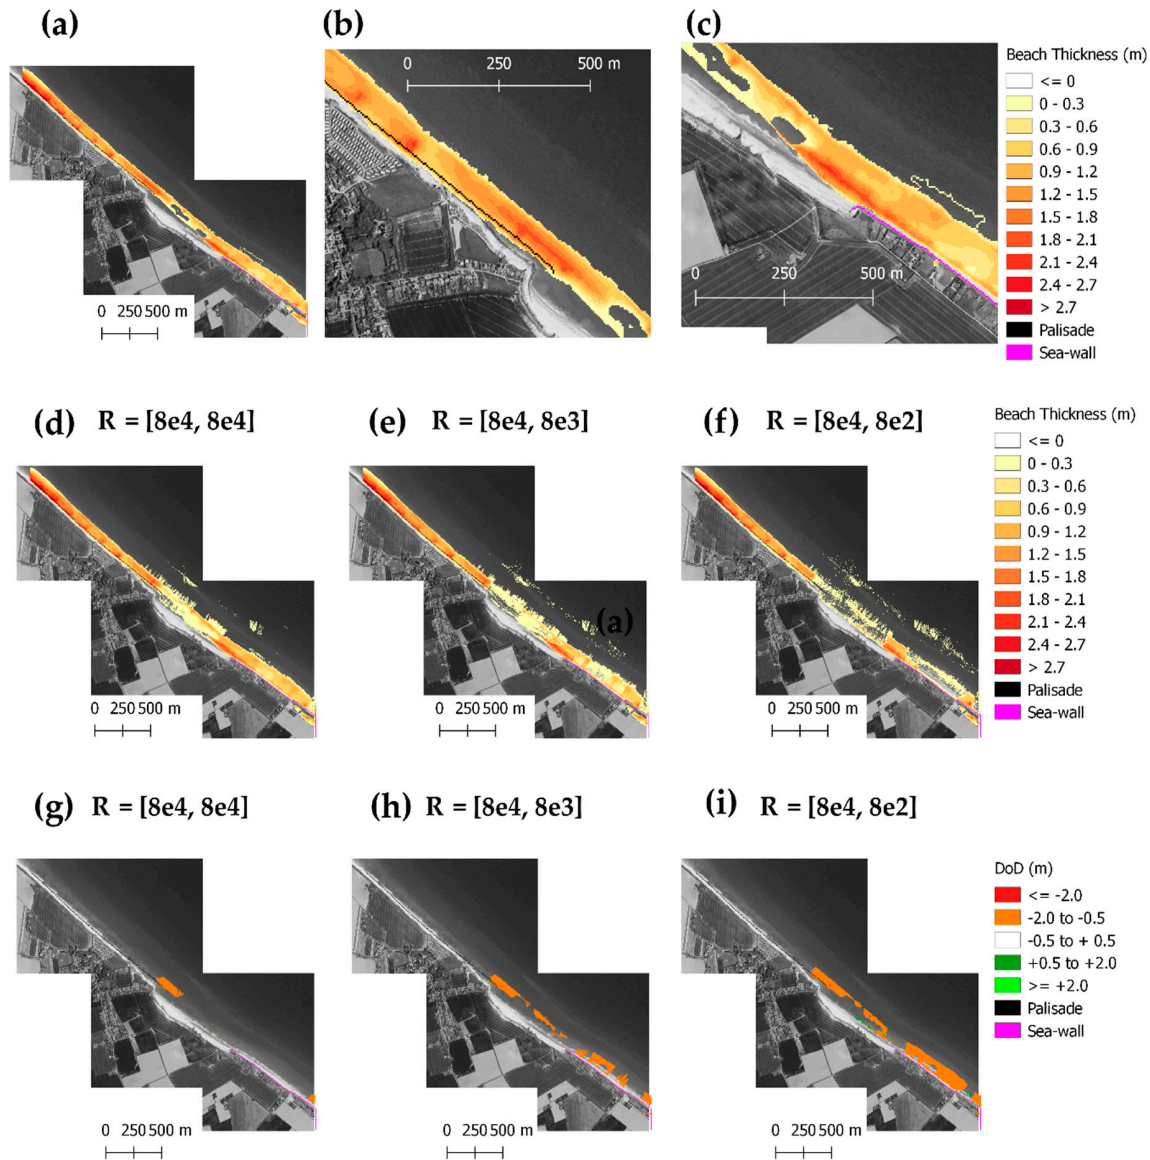 (a)
(b)
(c)
0 250 500 m
0 250 500 m
0 250 500 m
Beach Thickness (m)
<= 0
0 - 0.3
0.3 - 0.6
0.6 - 0.9
0.9 - 1.2
1.2 - 1.5
1.5 - 1.8
1.8 - 2.1
2.1 - 2.4
2.4 - 2.7
> 2.7
Palisade
Sea-wall
(d) R = [8e4, 8e4]
(e) R = [8e4, 8e3]
(f) R = [8e4, 8e2]
(a)
0 250 500 m
0 250 500 m
0 250 500 m
Beach Thickness (m)
<= 0
0 - 0.3
0.3 - 0.6
0.6 - 0.9
0.9 - 1.2
1.2 - 1.5
1.5 - 1.8
1.8 - 2.1
2.1 - 2.4
2.4 - 2.7
> 2.7
Palisade
Sea-wall
(g) R = [8e4, 8e4]
(h) R = [8e4, 8e3]
(i) R = [8e4, 8e2]
0 250 500 m
0 250 500 m
0 250 500 m
DoD (m)
<= -2.0
-2.0 to -0.5
-0.5 to + 0.5
+0.5 to +2.0
>= +2.0
Palisade
Sea-wall